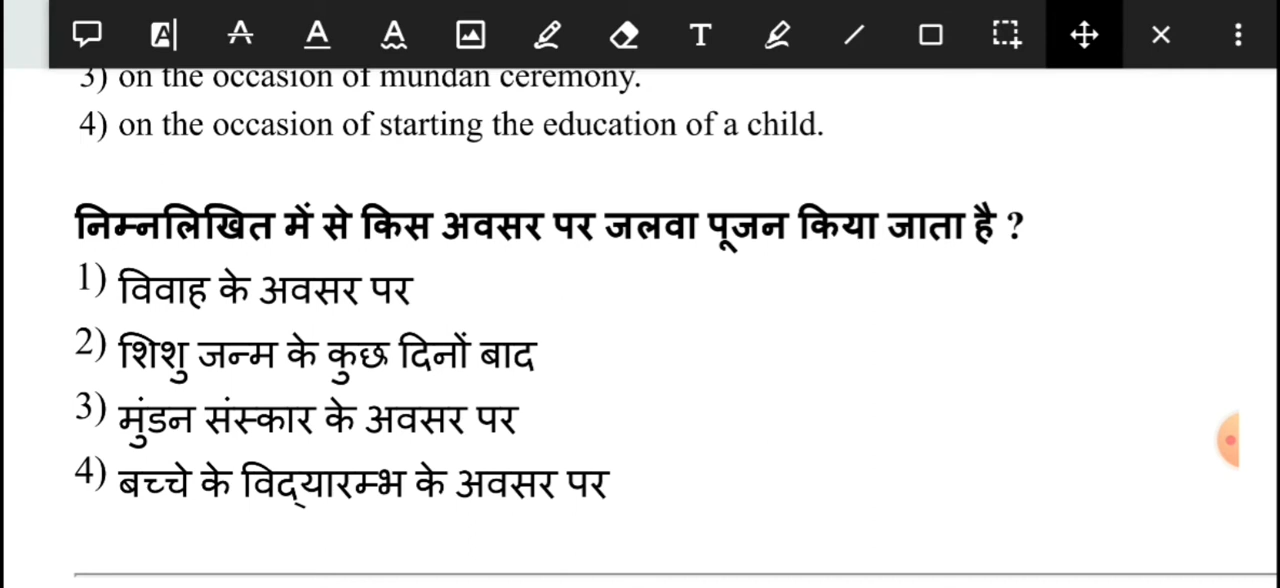 3) on the occasion of mundan ceremony.
4) on the occasion of starting the education of a child.
निम्नलिखित में से किस अवसर पर जलवा पूजन किया जाता है ?
1) विवाह के अवसर पर
2) शिशु जन्म के कुछ दिनों बाद
3) मुंडन संस्कार के अवसर पर
4) बच्चे के विद्यारम्भ के अवसर पर